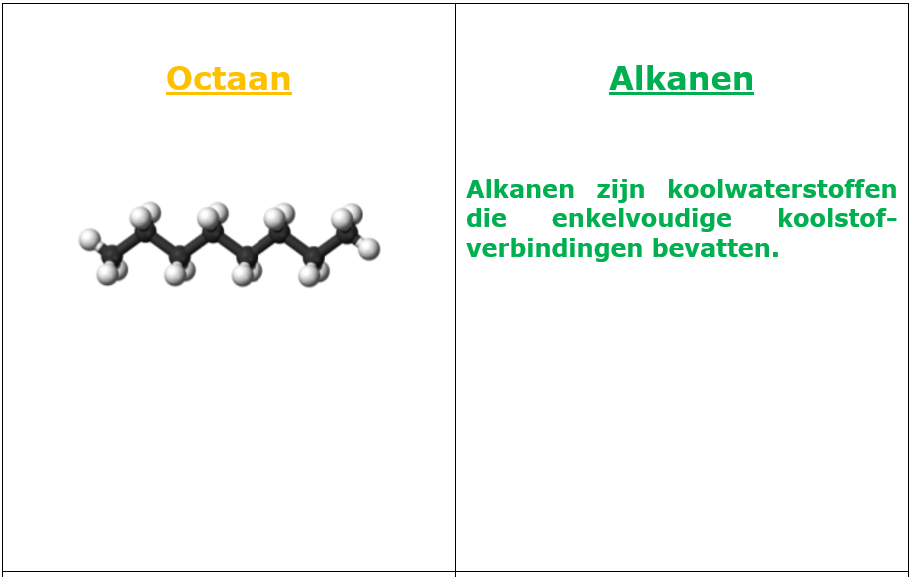 Octaan
Alkanen
Alkanen zijn koolwaterstoffen
die enkelvoudige koolstof-
verbindingen bevatten.